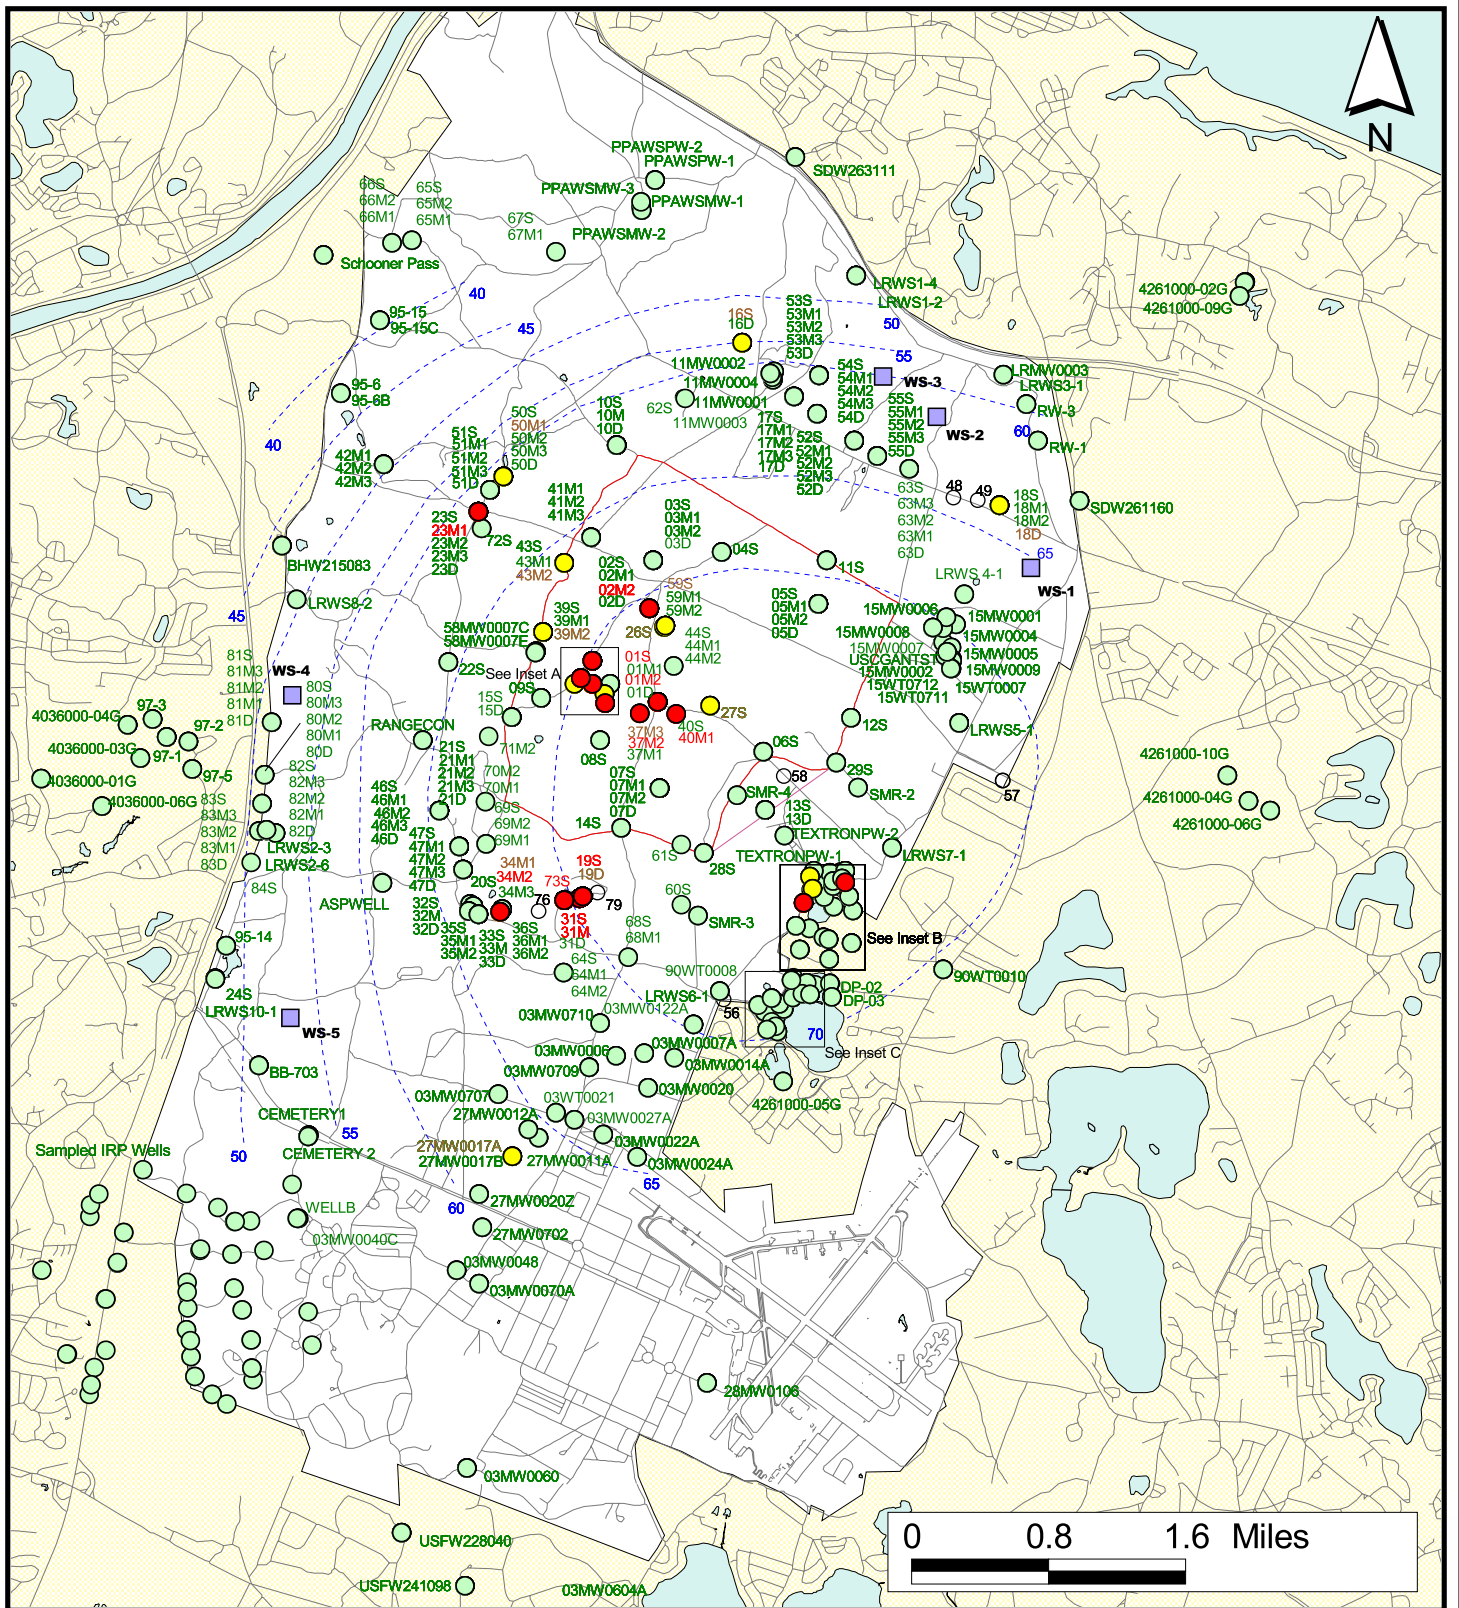 N
PPAWSPW-2
PPAWSPW-1
SDW263111
PPAWSMW-3
PPAWSMW-1
PPAWSMW-2
66S
66M2
66M1
65S
65M2
65M1
67S
67M1
Schooner Pass
40
45
95-15
95-15C
LRWS1-4
LRWS1-2
50
55
4261000-02G
4261000-09G
16S
16D
53S
53M1
53M2
53M3
53D
11MW0002
11MW0004
11MW0001
11MW0003
62S
54S
54M1
54M2
54M3
54D
WS-3
LRMW0003
LRWS3-1
RW-3
60
RW-1
WS-2
55S
55M1
55M2
55M3
55D
95-6
95-6B
40
10S
10M
10D
50S
50M1
50M2
50M3
50D
51S
51M1
51M2
51M3
51D
42M1
42M2
42M3
17S
17M1
17M2
17M3
17D
52S
52M1
52M2
52M3
52D
63S
63M3
63M2
63M1
63D
48
49
18S
18M1
18M2
18D
65
SDW261160
WS-1
41M1
41M2
41M3
23S
23M1
23M2
23M3
23D
72S
43S
43M1
43M2
03S
03M1
03M2
03D
04S
11S
02S
02M1
02M2
02D
BHW215083
LRWS8-2
45
59S
59M1
59M2
26S
05S
05M1
05M2
05D
LRWS 4-1
15MW0006
15MW0001
15MW0008
15MW0004
15MW0007
15MW0005
USCGANTST
15MW0002
15MW0009
15WT0712
15WT0007
15WT0711
39S
39M1
39M2
58MW0007C
58MW0007E
22S
See Inset A
44S
44M1
44M2
01S
01M1
01M2
01D
09S
15S
15D
27S
12S
LRWS5-1
81S
81M3
81M2
81M1
81D
WS-4
80S
80M3
80M2
80M1
80D
97-3
4036000-04G
97-2
4036000-03G
97-1
97-5
4036000-01G
4036000-06G
RANGECON
71M2
37M3
37M2
37M1
40S
40M1
08S
06S
58
29S
SMR-4
SMR-2
57
4261000-10G
4261000-04G
4261000-06G
21S
21M1
21M2
21M3
21D
70M2
70M1
69S
69M2
69M1
07S
07M1
07M2
07D
13S
13D
14S
TEXTRONPW-2
TEXTRONPW-1
LRWS7-1
46S
46M1
46M2
46M3
46D
47S
47M1
47M2
47M3
47D
82S
82M3
82M2
82M1
82D
83S
83M3
83M2
83M1
83D
LRWS2-3
LRWS2-6
84S
61S
28S
34M1
34M2
34M3
19S
19D
73S
20S
76
79
60S
SMR-3
ASPWELL
32S
32M
32D
35S
35M1
35M2
33S
33M
33D
36S
36M1
36M2
31S
31M
31D
64S
64M1
64M2
68S
68M1
See Inset B
95-14
24S
LRWS10-1
WS-5
90WT0008
LRWS6-1
56
90WT0010
DP-02
DP-03
70
See Inset C
4261000-05G
03MW0122A
03MW0710
03MW0006
03MW0007A
03MW0709
03MW0014A
03MW0020
BB-703
03MW0707
03WT0021
27MW0012A
03MW0027A
03MW0022A
CEMETERY1
CEMETERY 2
55
50
27MW0017A
27MW0017B
27MW0011A
03MW0024A
65
Sampled IRP Wells
27MW0020Z
60
27MW0702
WELLB
03MW0040C
03MW0048
03MW0070A
28MW0106
03MW0060
USFW228040
USFW241098
03MW0604A
0 0.8 1.6 Miles